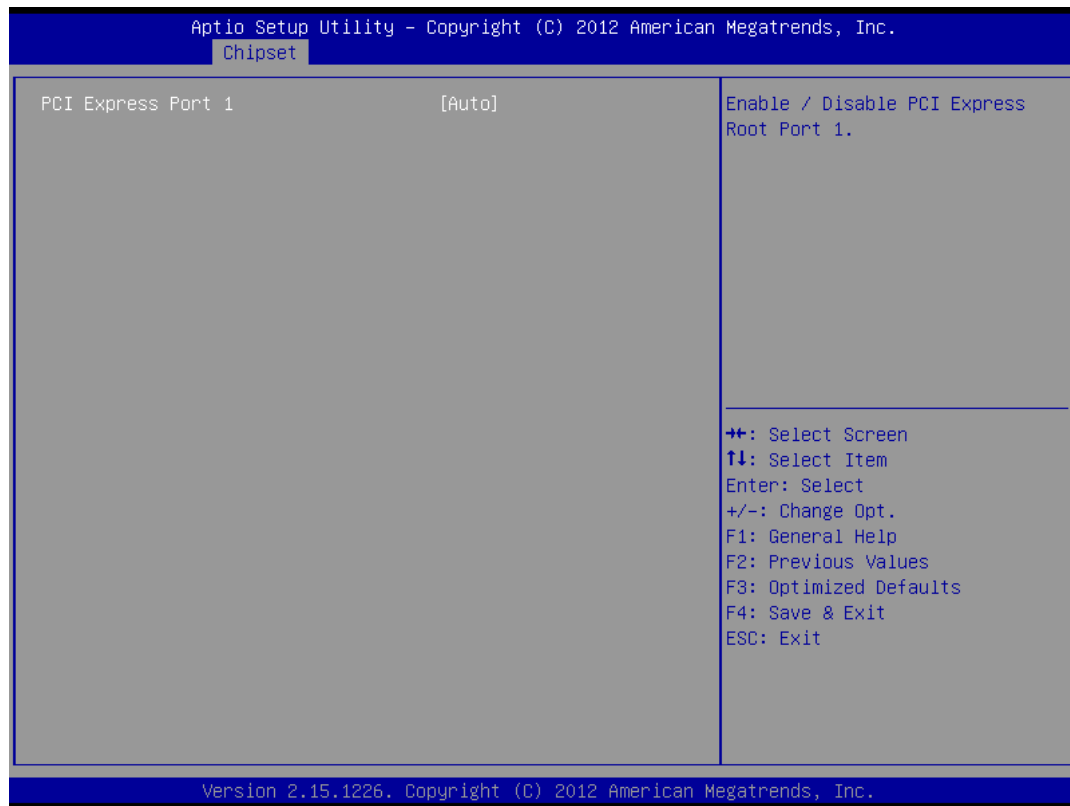 Aptio Setup Utility – Copyright (C) 2012 American Megatrends, Inc.
Chipset
PCI Express Port 1 [Auto]
Enable / Disable PCI Express
Root Port 1.
→←: Select Screen
↑↓: Select Item
Enter: Select
+/-: Change Opt.
F1: General Help
F2: Previous Values
F3: Optimized Defaults
F4: Save & Exit
ESC: Exit
Version 2.15.1226. Copyright (C) 2012 American Megatrends, Inc.